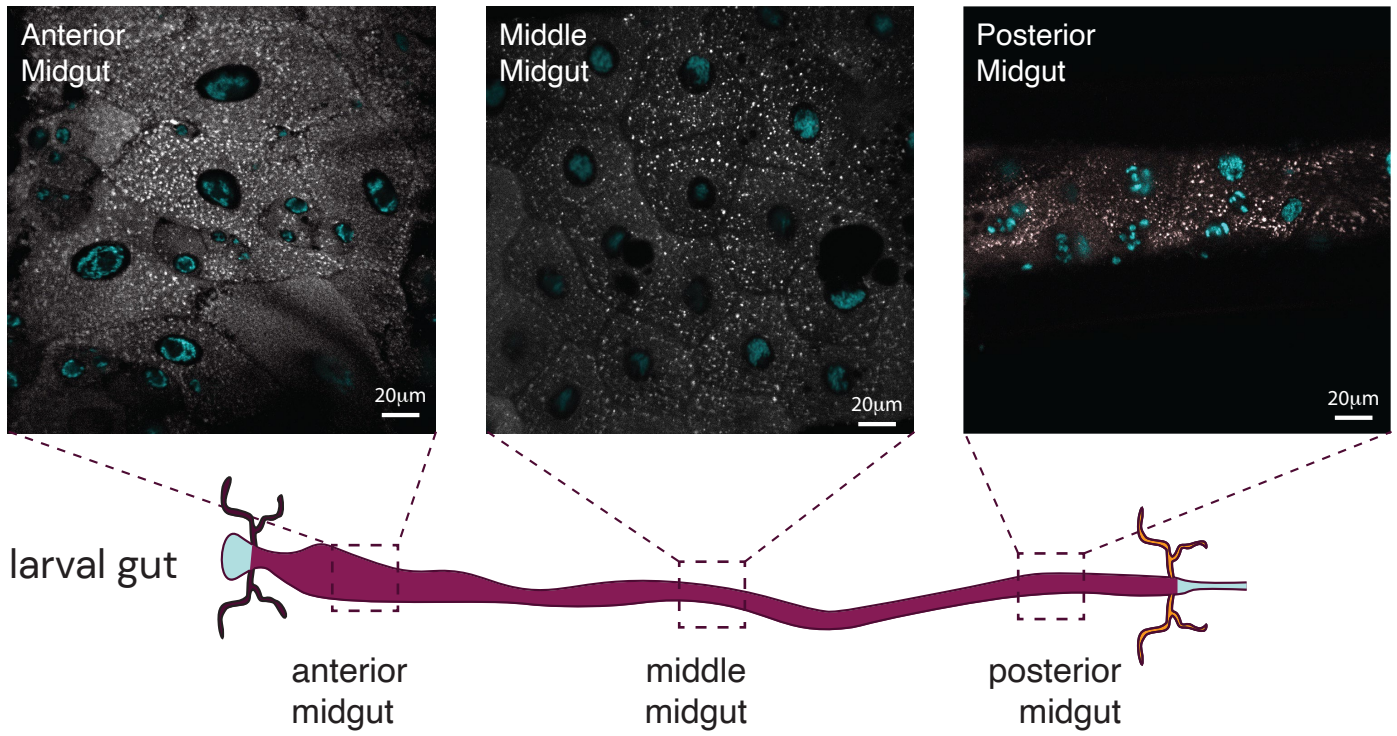 Anterior
Midgut
20μm
Middle
Midgut
20μm
Posterior
Midgut
20μm
larval gut
anterior
midgut
middle
midgut
posterior
midgut